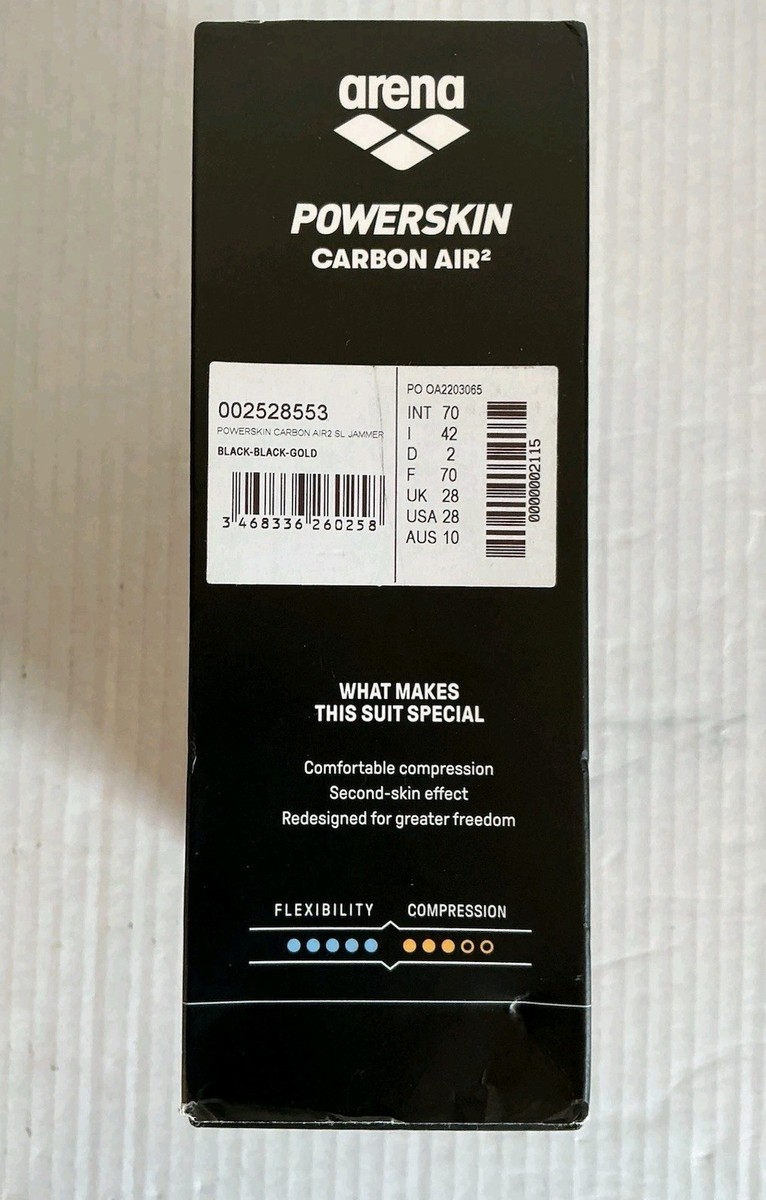 arena
POWERSKIN
CARBON AIR²
002528553
POWERSKIN CARBON AIR2 SL JAMMER
BLACK-BLACK-GOLD
3 468336 260258
PO OA2203065
INT 70
I 42
D 2
F 70
UK 28
USA 28
AUS 10
0000002115
WHAT MAKES
THIS SUIT SPECIAL
Comfortable compression
Second-skin effect
Redesigned for greater freedom
FLEXIBILITY COMPRESSION